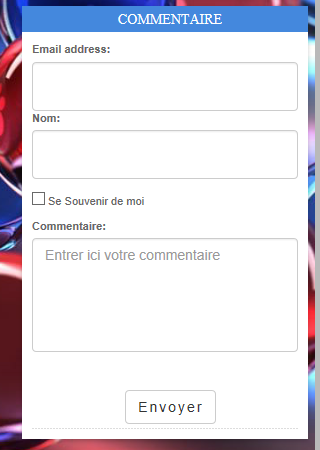 COMMENTAIRE
Email address:
Nom:
Se Souvenir de moi
Commentaire:
Entrer ici votre commentaire
Envoyer